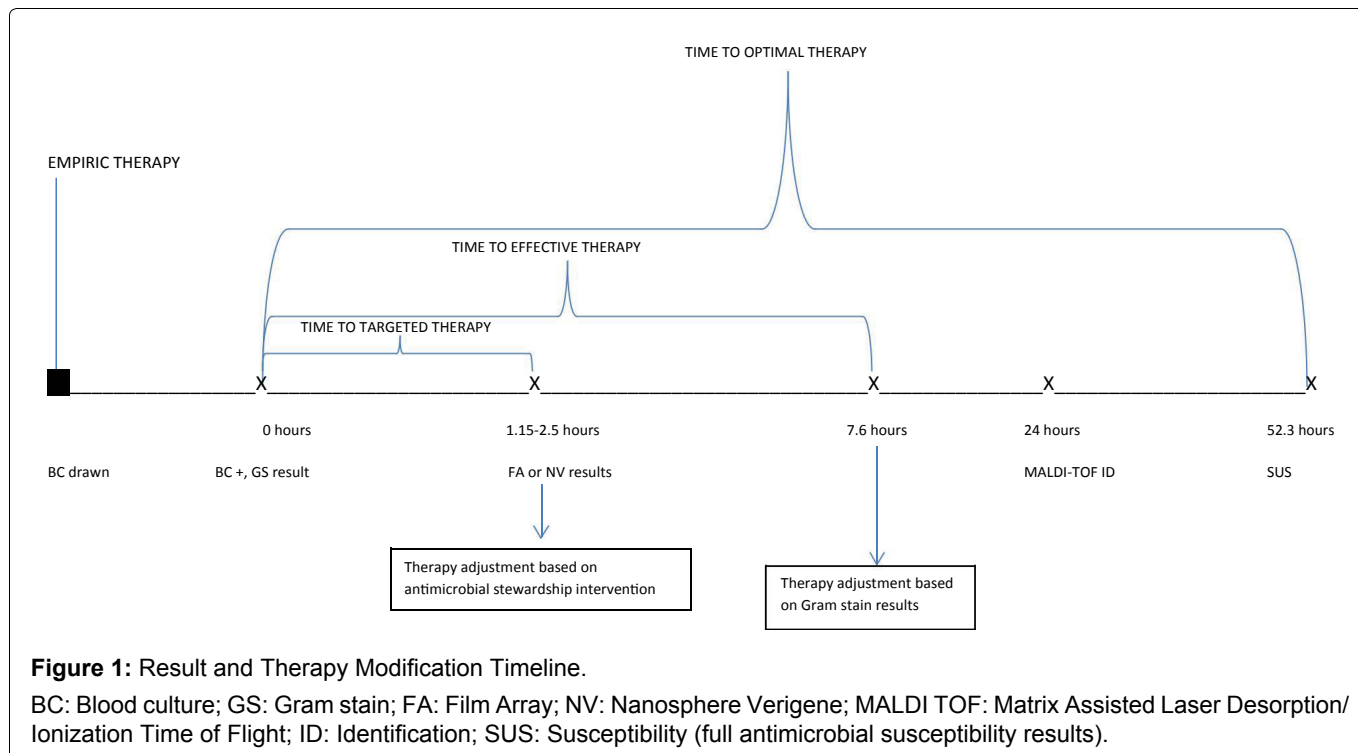 TIME TO OPTIMAL THERAPY
EMPIRIC THERAPY
TIME TO EFFECTIVE THERAPY
TIME TO TARGETED THERAPY
X X X X X
0 hours 1.15-2.5 hours 7.6 hours 24 hours 52.3 hours
BC drawn BC +, GS result FA or NV results MALDI-TOF ID SUS
Therapy adjustment based on
antimicrobial stewardship intervention
Therapy adjustment based
on Gram stain results
Figure 1: Result and Therapy Modification Timeline.
BC: Blood culture; GS: Gram stain; FA: Film Array; NV: Nanosphere Verigene; MALDI TOF: Matrix Assisted Laser Desorption/
Ionization Time of Flight; ID: Identification; SUS: Susceptibility (full antimicrobial susceptibility results).